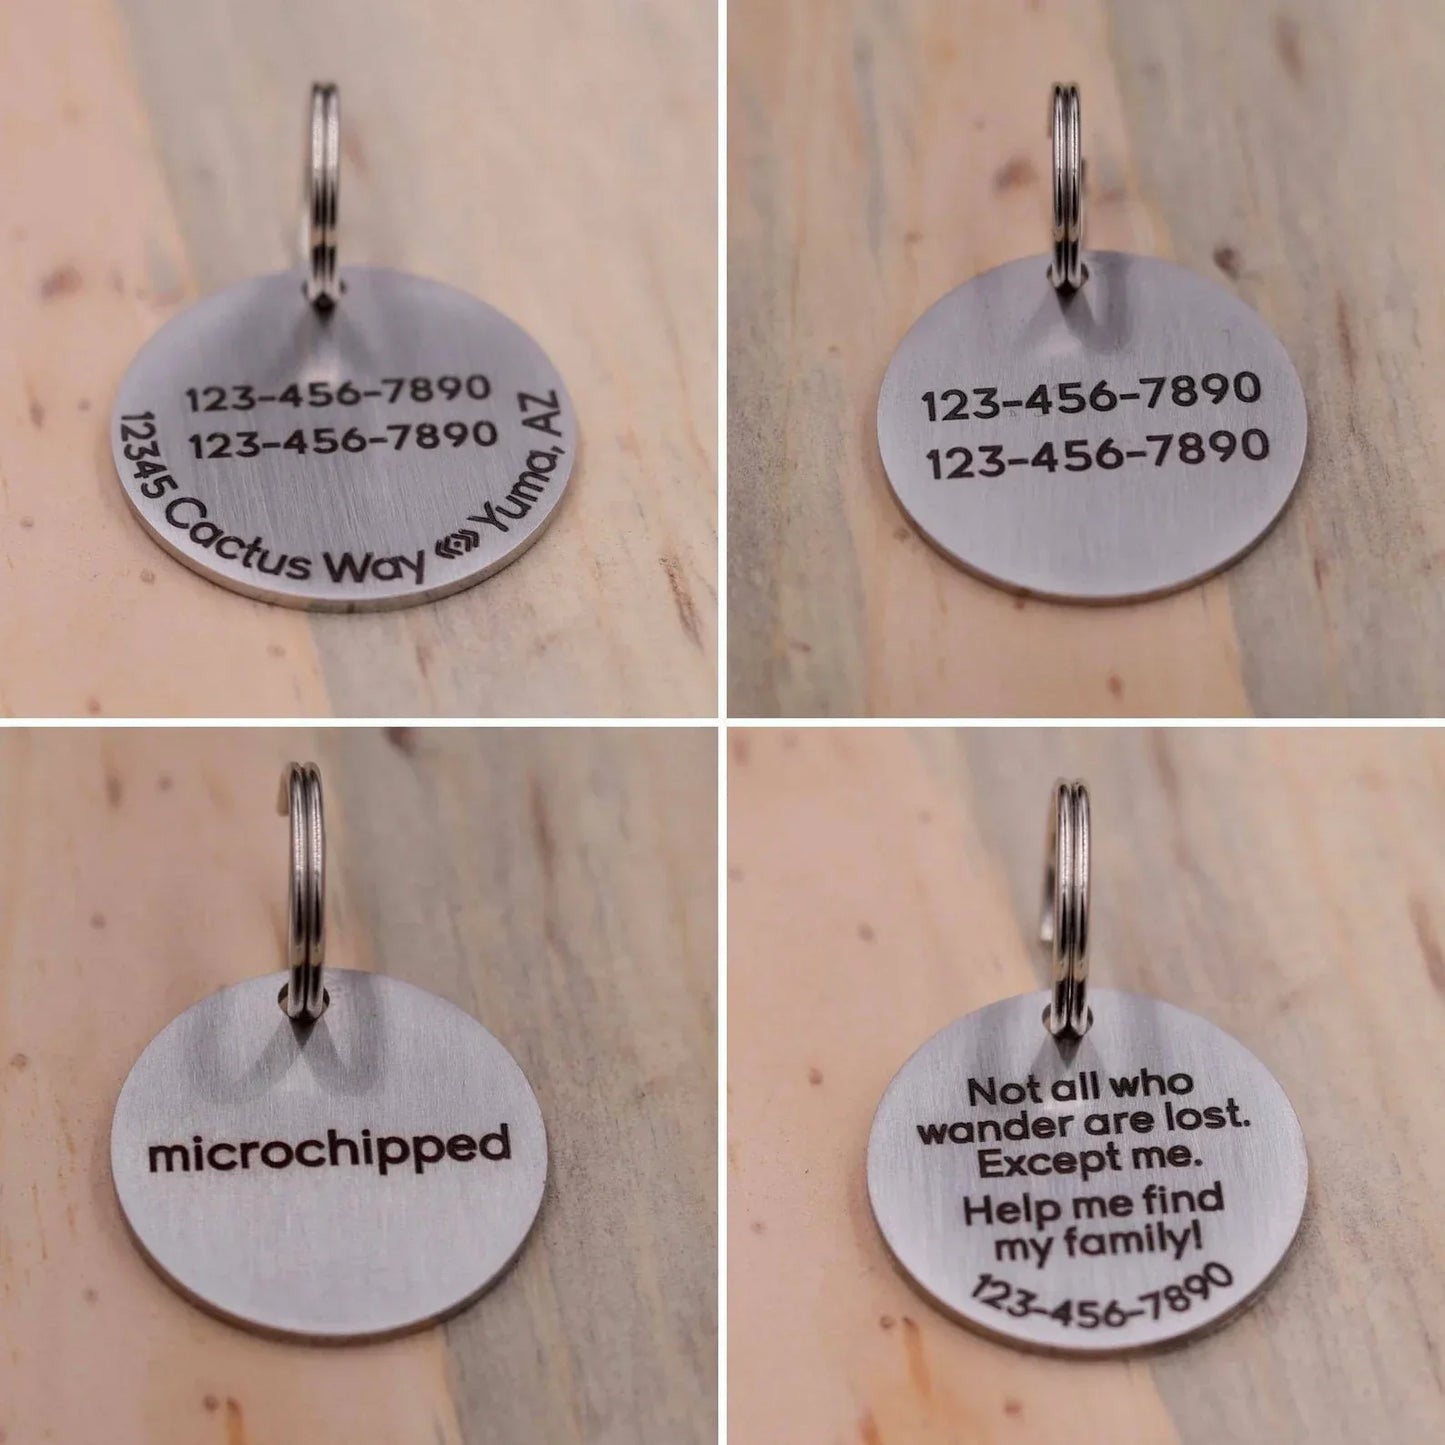 123-456-7890
123-456-7890
12345 Cactus Way Yuma, AZ
123-456-7890
123-456-7890
microchipped
Not all who
wander are lost.
Except me.
Help me find
my family!
123-456-7890